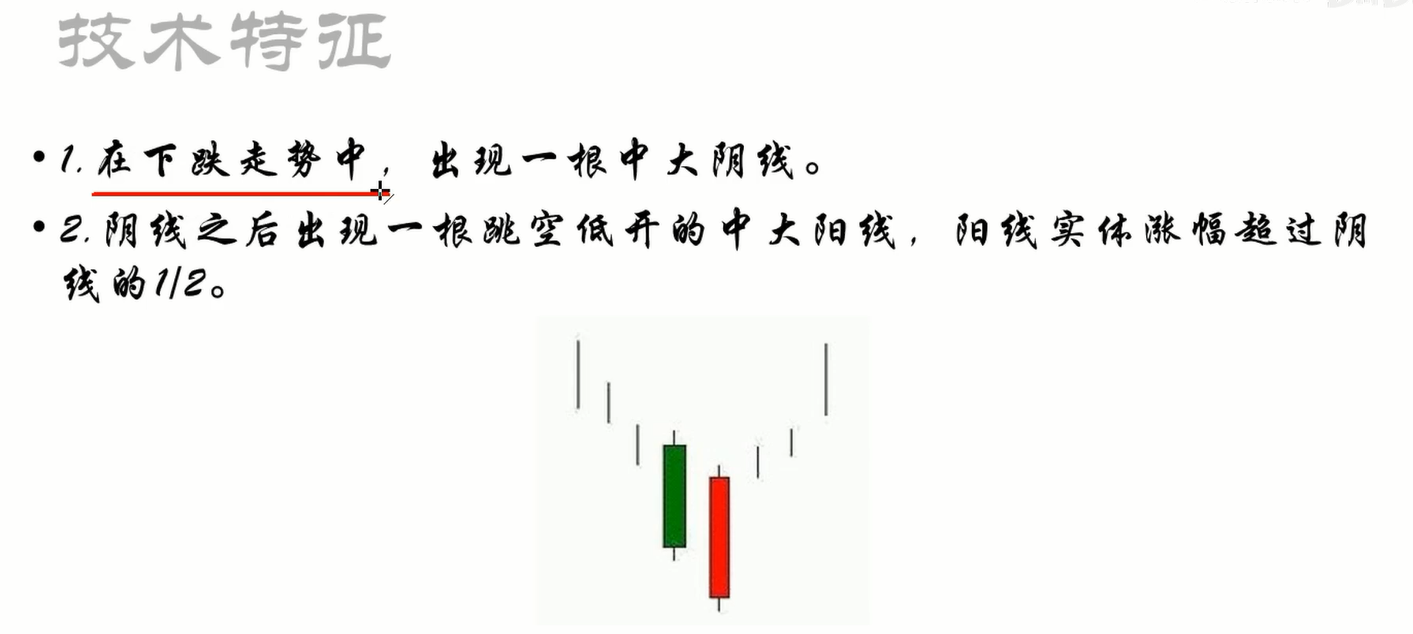 技术特征
• 1.在下跌走势中，出现一根中大阴线。
• 2.阴线之后出现一根跳空低开的中大阳线，阳线实体涨幅超过阴
线的1/2。